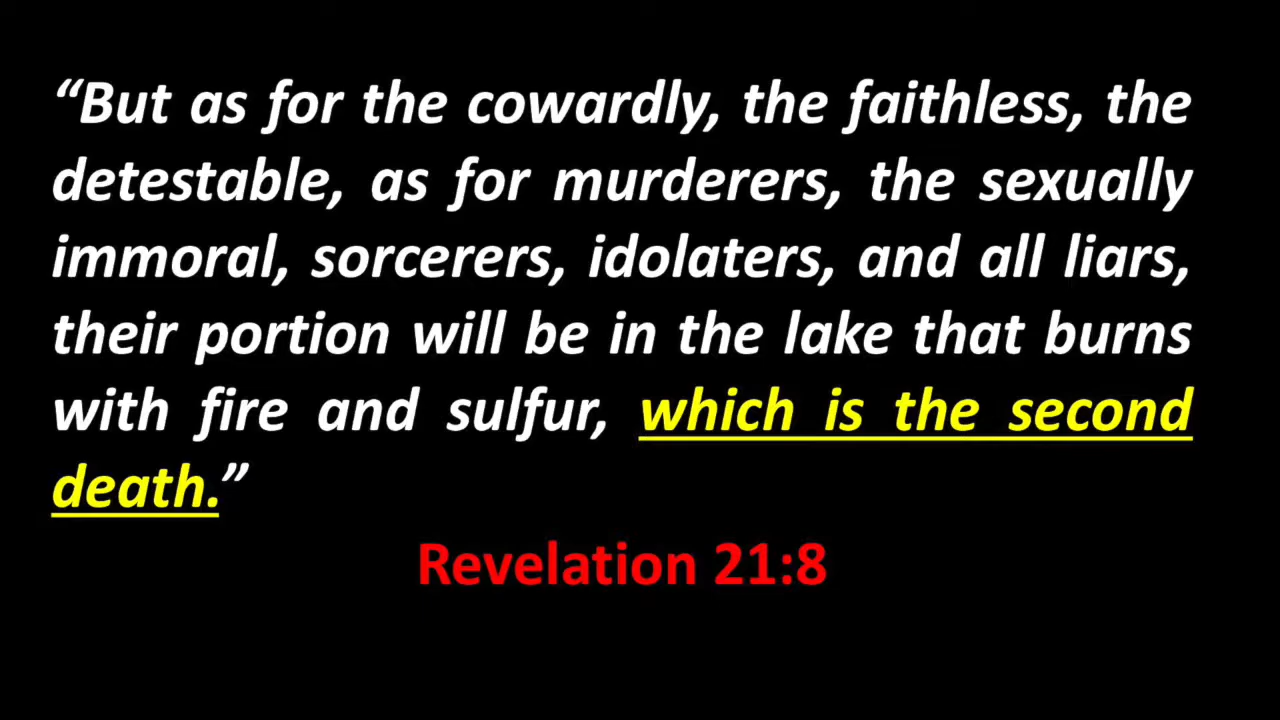 “But as for the cowardly, the faithless, the
detestable, as for murderers, the sexually
immoral, sorcerers, idolaters, and all liars,
their portion will be in the lake that burns
with fire and sulfur, which is the second
death.”
Revelation 21:8